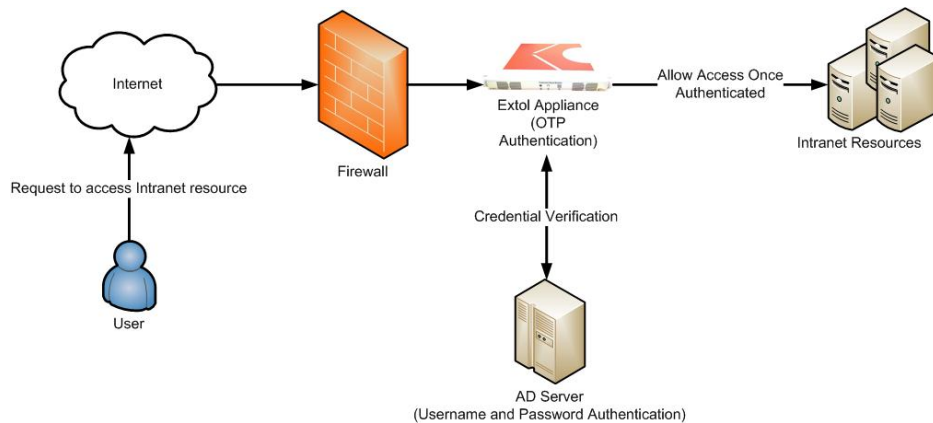 Internet
Request to access Intranet resource
User
Firewall
Extol Appliance
(OTP
Authentication)
Allow Access Once
Authenticated
Intranet Resources
Credential Verification
AD Server
(Username and Password Authentication)